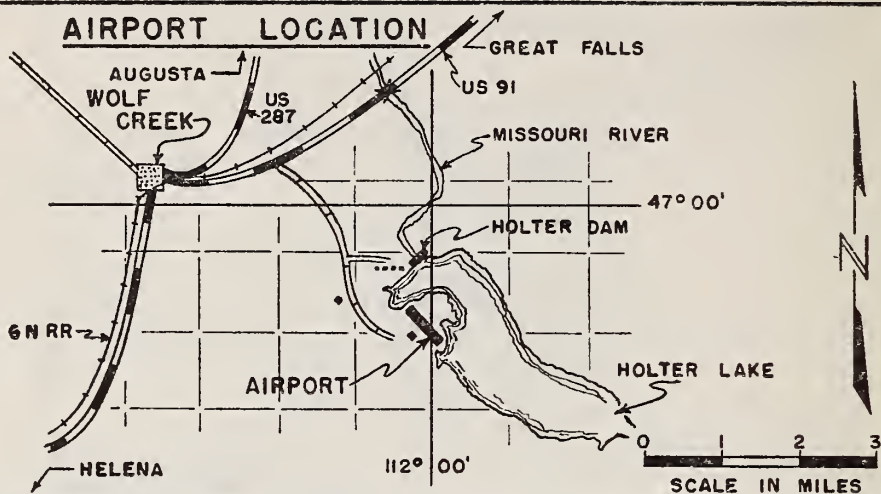 AIRPORT LOCATION
GREAT FALLS
AUGUSTA
US 91
WOLF
CREEK
US
287
MISSOURI RIVER
47° 00'
HOLTER DAM
N
GN RR
AIRPORT
HOLTER LAKE
HELENA
112° 00'
0 1 2 3
SCALE IN MILES